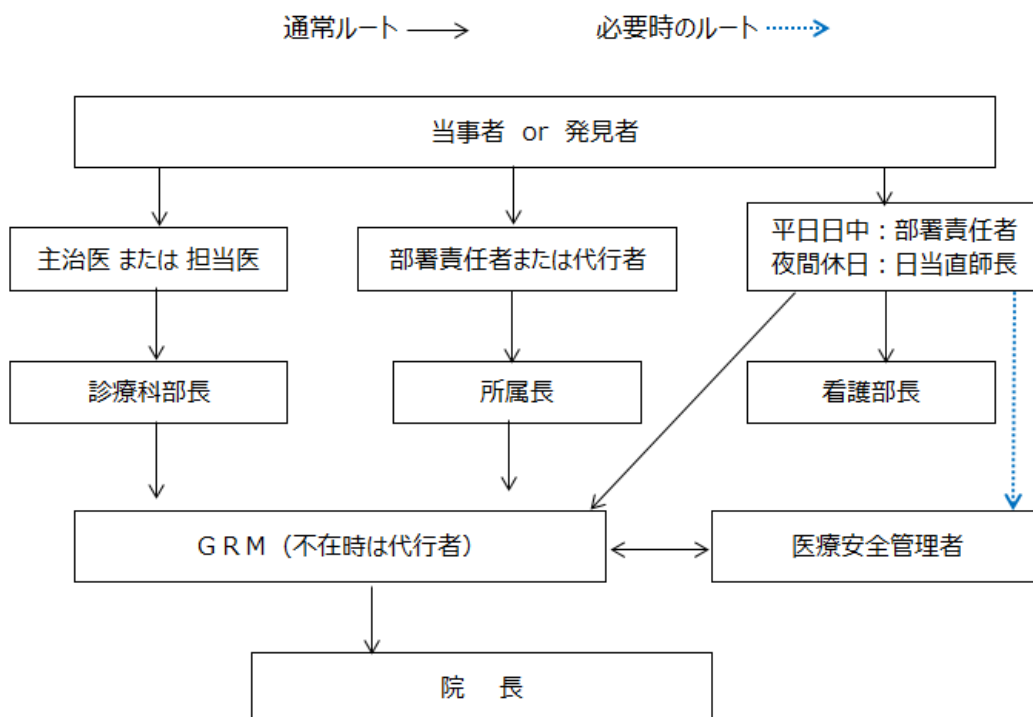 通常ルート
必要時のルート
当事者 or 発見者
主治医 または 担当医
部署責任者または代行者
平日日中：部署責任者
夜間休日：日当直師長
診療科部長
所属長
看護部長
ＧＲＭ（不在時は代行者）
医療安全管理者
院　長